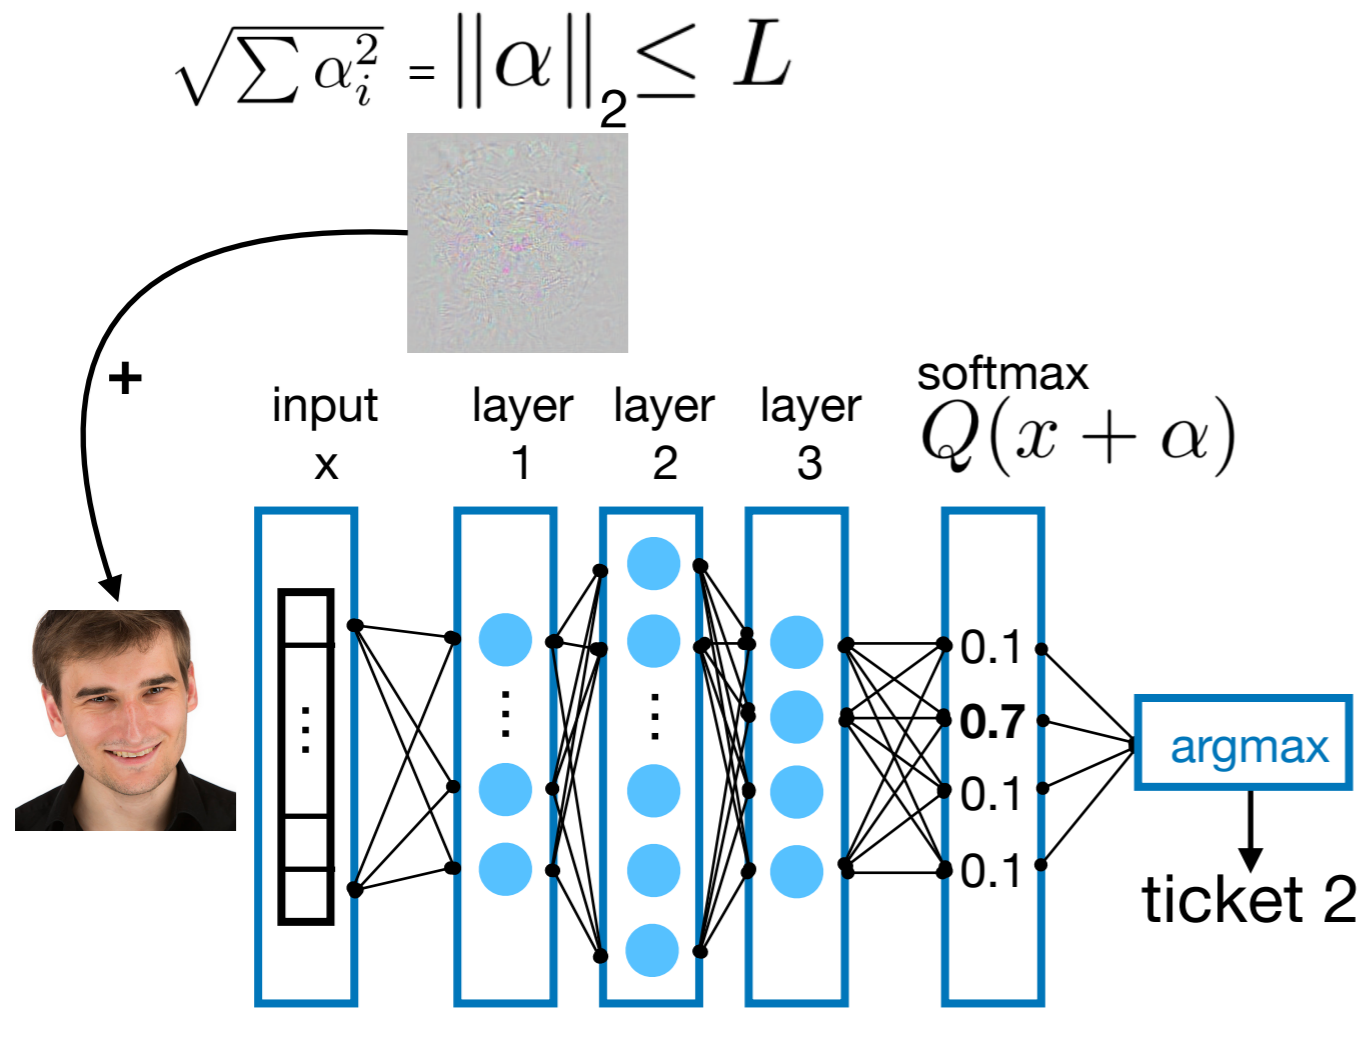 √∑αᵢ² = ||α||₂ ≤ L
+
input x
layer 1
layer 2
layer 3
softmax
Q(x + α)
⋮
⋮
⋮
0.1
0.7
0.1
0.1
argmax
ticket 2